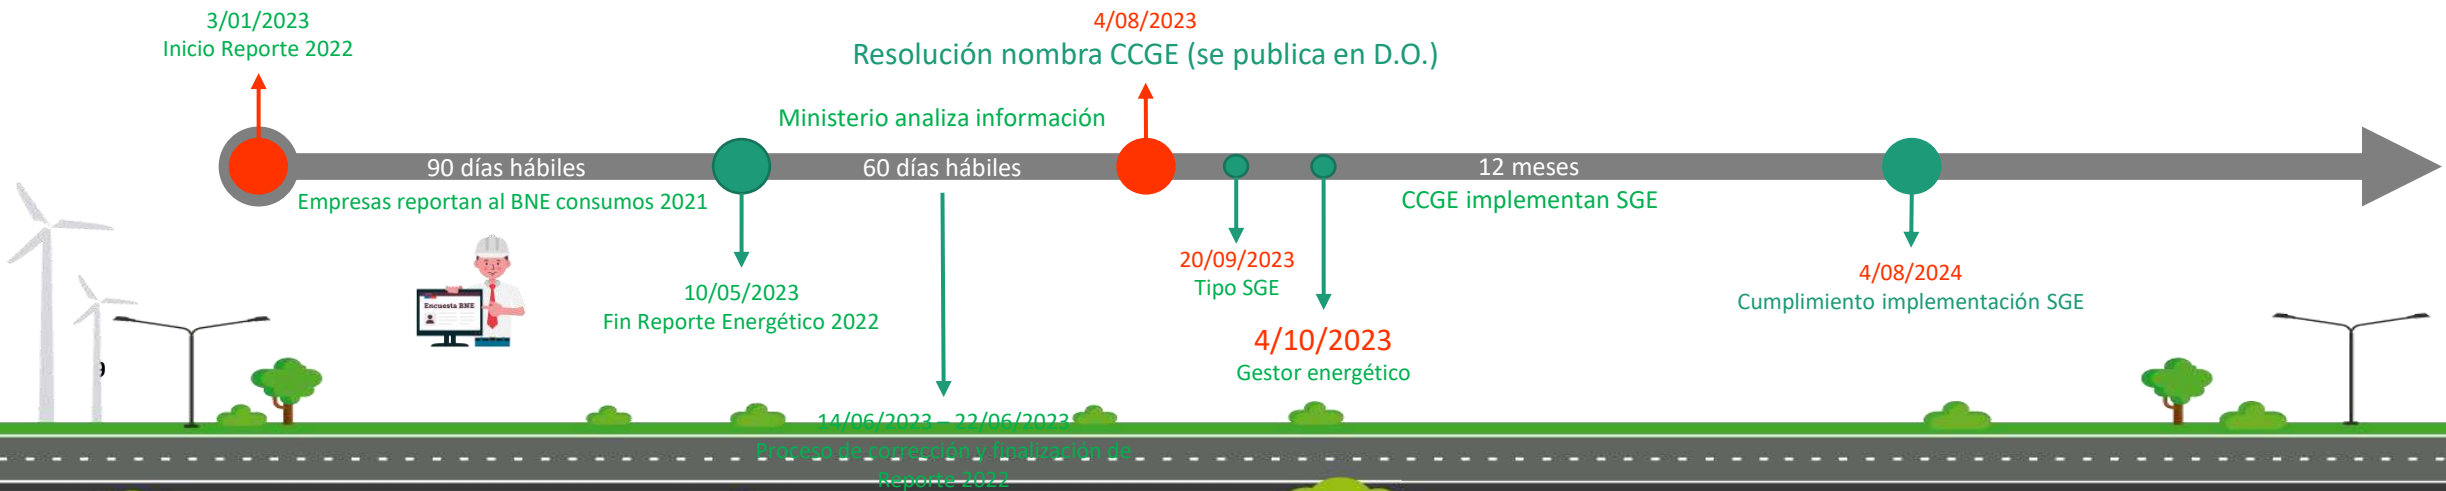 3/01/2023
Inicio Reporte 2022
4/08/2023
Resolución nombra CCGE (se publica en D.O.)
Ministerio analiza información
90 días hábiles
60 días hábiles
12 meses
Empresas reportan al BNE consumos 2021
CCGE implementan SGE
Encuesta BNE
10/05/2023
Fin Reporte Energético 2022
20/09/2023
Tipo SGE
4/10/2023
Gestor energético
4/08/2024
Cumplimiento implementación SGE
9
14/06/2023 – 22/06/2023
Proceso de corrección y finalización de
Reporte 2022